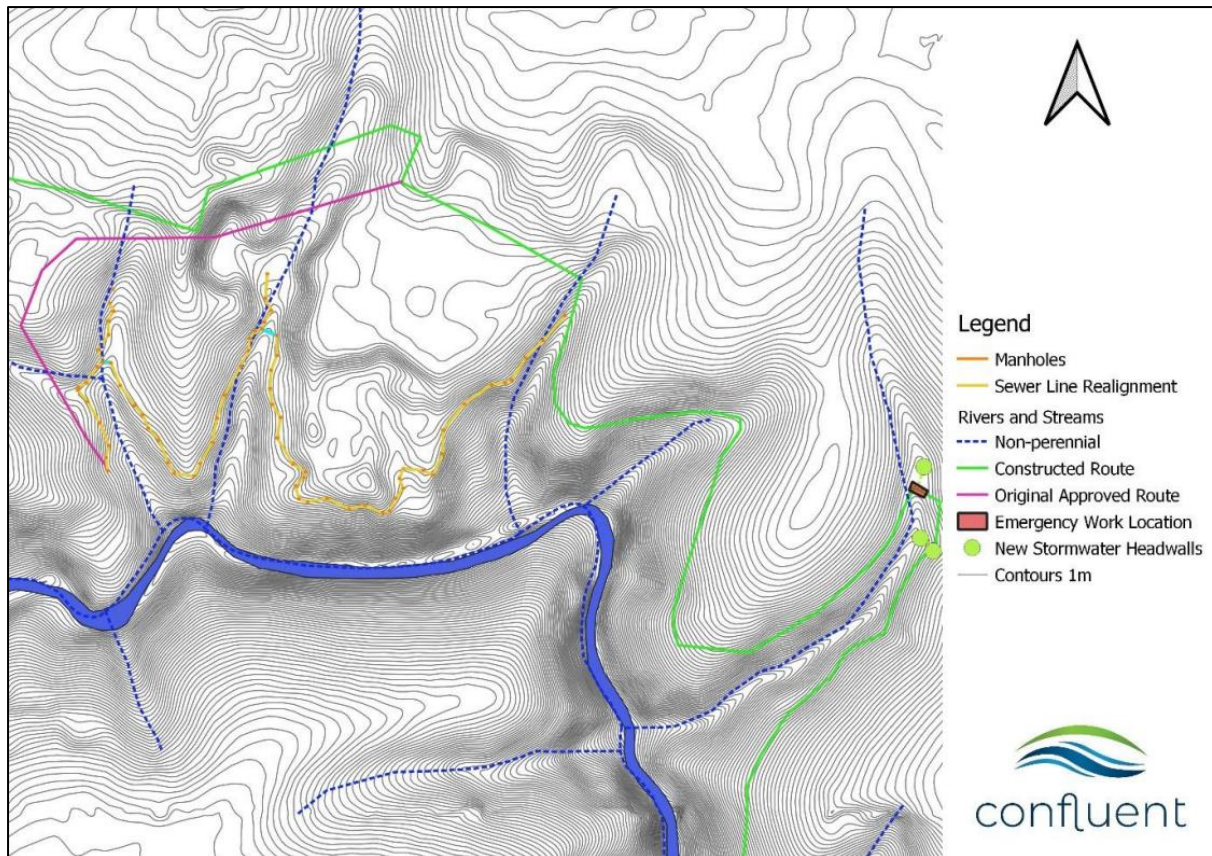 Legend
Manholes
Sewer Line Realignment
Rivers and Streams
Non-perennial
Constructed Route
Original Approved Route
Emergency Work Location
New Stormwater Headwalls
Contours 1m
confluent